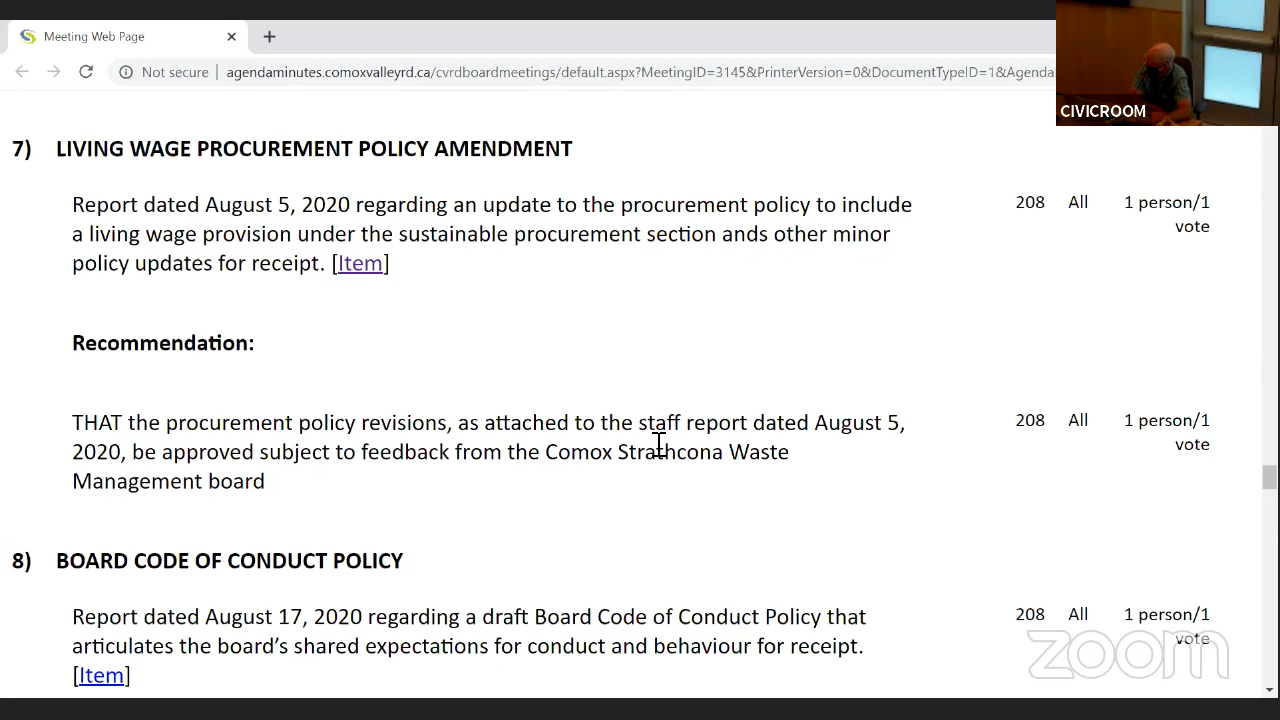 Meeting Web Page
Not secure
agendaminutes.comoxvalleyrd.ca/cvrdboardmeetings/default.aspx?MeetingID=3145&PrinterVersion=0&DocumentTypeID=1&Agenda
CIVICROOM
7) LIVING WAGE PROCUREMENT POLICY AMENDMENT
Report dated August 5, 2020 regarding an update to the procurement policy to include 208 All 1 person/1
a living wage provision under the sustainable procurement section ands other minor vote
policy updates for receipt. [Item]
Recommendation:
THAT the procurement policy revisions, as attached to the staff report dated August 5, 208 All 1 person/1
2020, be approved subject to feedback from the Comox Strathcona Waste vote
Management board
8) BOARD CODE OF CONDUCT POLICY
Report dated August 17, 2020 regarding a draft Board Code of Conduct Policy that 208 All 1 person/1
articulates the board's shared expectations for conduct and behaviour for receipt. vote
[Item]
zoom